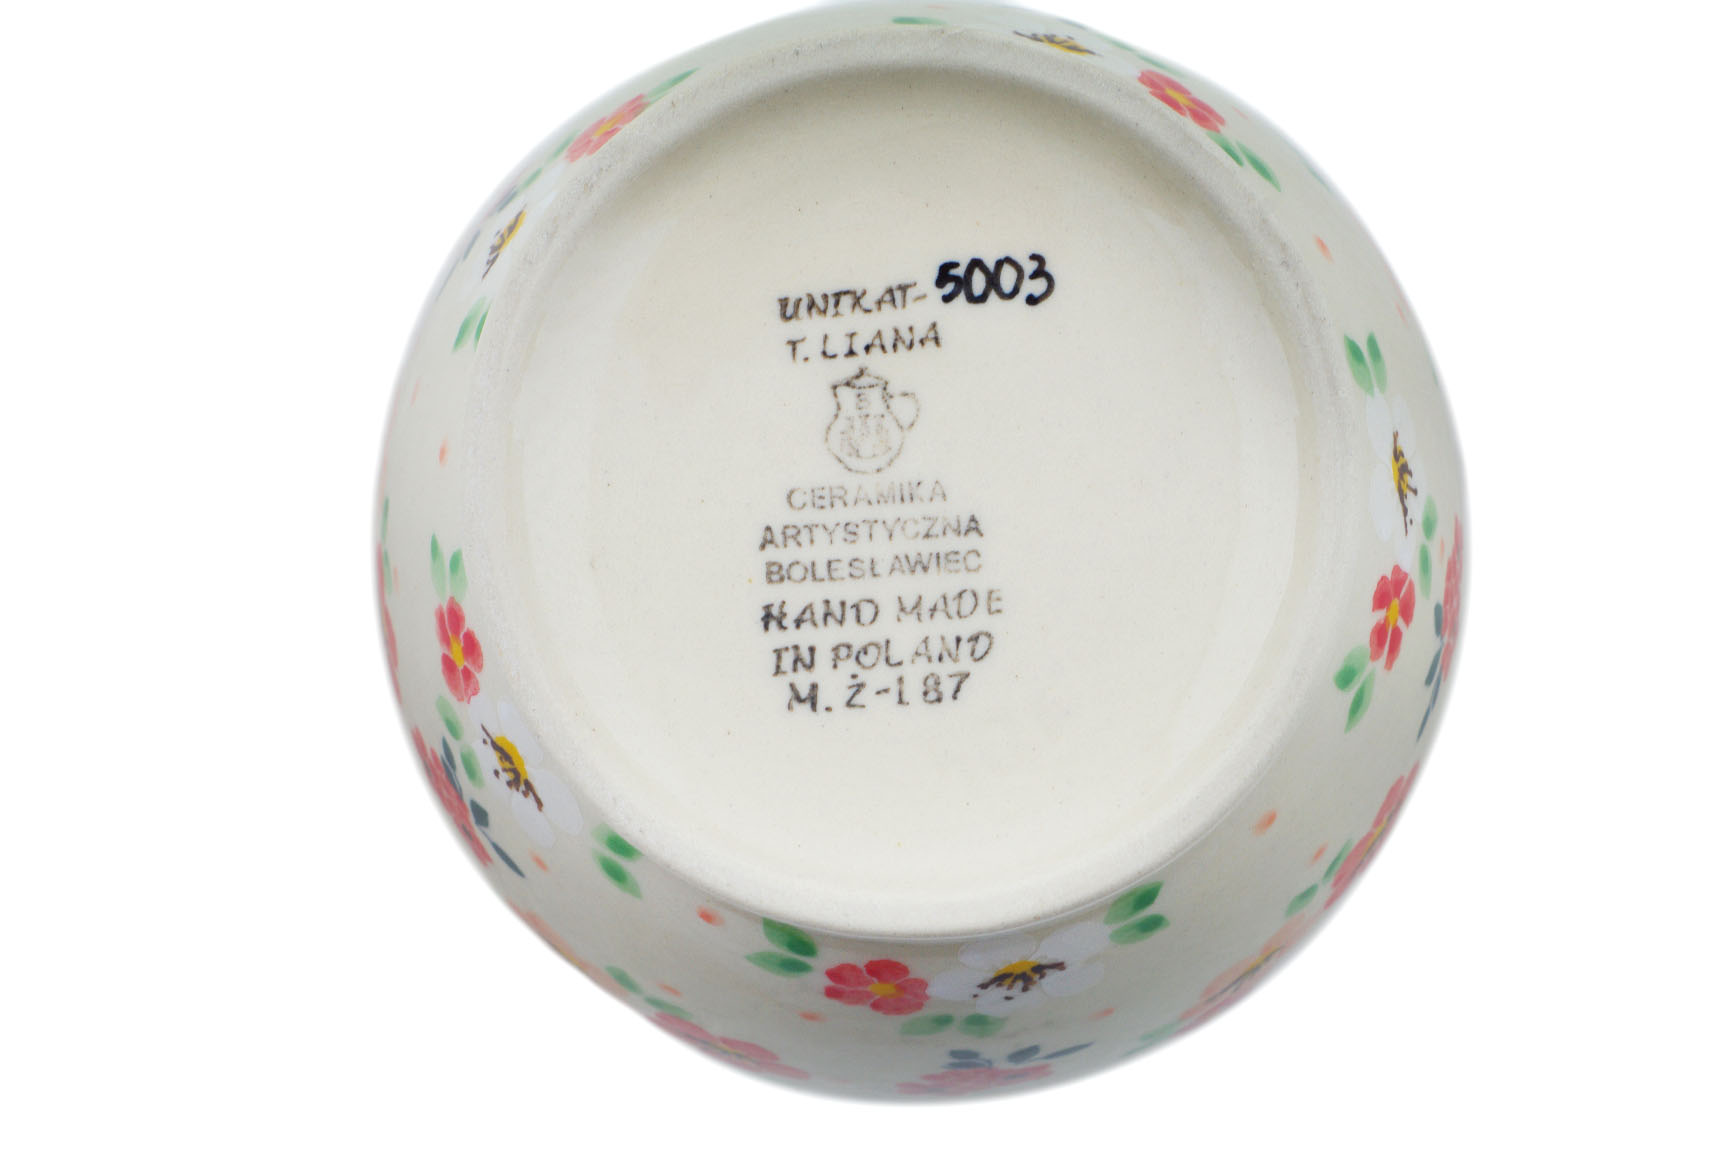 UNIKAT-5003
T. LIANA
CERAMIKA
ARTYSTYCZNA
BOLESŁAWIEC
HAND MADE
IN POLAND
M. Ż-187